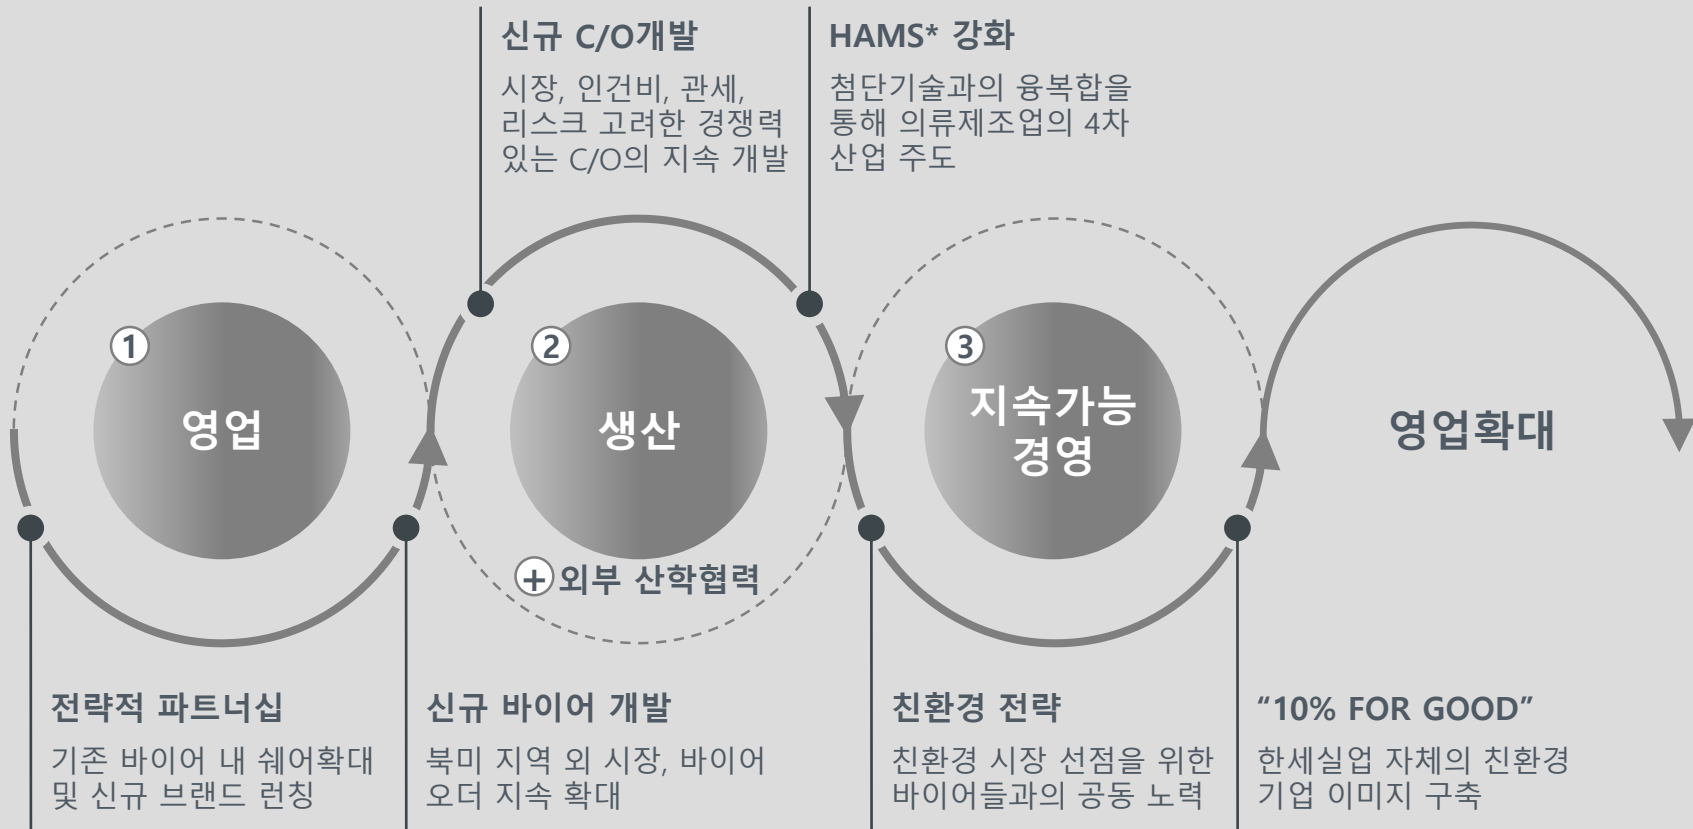 신규 C/O개발
시장, 인건비, 관세,
리스크 고려한 경쟁력
있는 C/O의 지속 개발
HAMS* 강화
첨단기술과의 융복합을
통해 의류제조업의 4차
산업 주도
1
영업
2
생산
+ 외부 산학협력
3
지속가능
경영
영업확대
전략적 파트너십
기존 바이어 내 쉐어확대
및 신규 브랜드 런칭
신규 바이어 개발
북미 지역 외 시장, 바이어
오더 지속 확대
친환경 전략
친환경 시장 선점을 위한
바이어들과의 공동 노력
“10% FOR GOOD”
한세실업 자체의 친환경
기업 이미지 구축